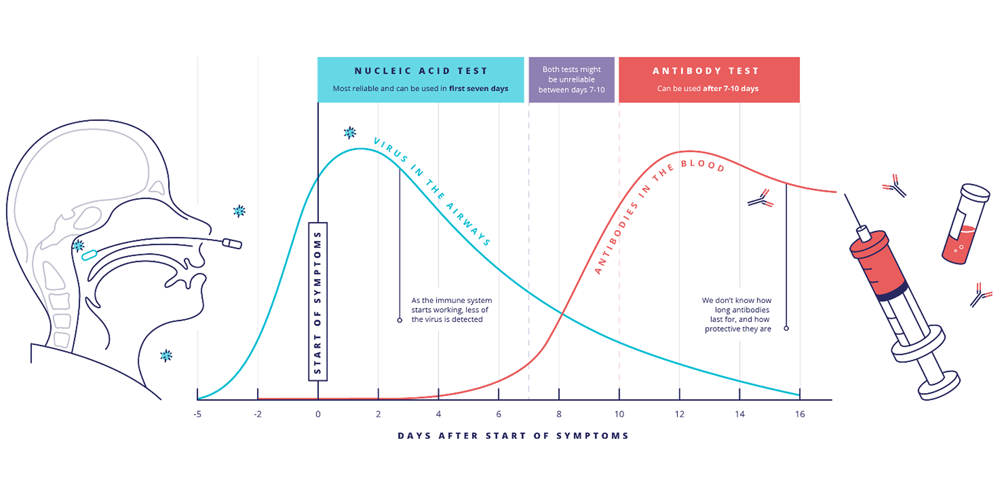 NUCLEIC ACID TEST
Most reliable and can be used in first seven days
Both tests might
be unreliable
between days 7-10
ANTIBODY TEST
Can be used after 7-10 days
VIRUS IN THE AIRWAYS
ANTIBODIES IN THE BLOOD
START OF SYMPTOMS
As the immune system
starts working, less of
the virus is detected
We don't know how
long antibodies
last for, and how
protective they are
-5 -2 0 2 4 6 8 10 12 14 16
DAYS AFTER START OF SYMPTOMS